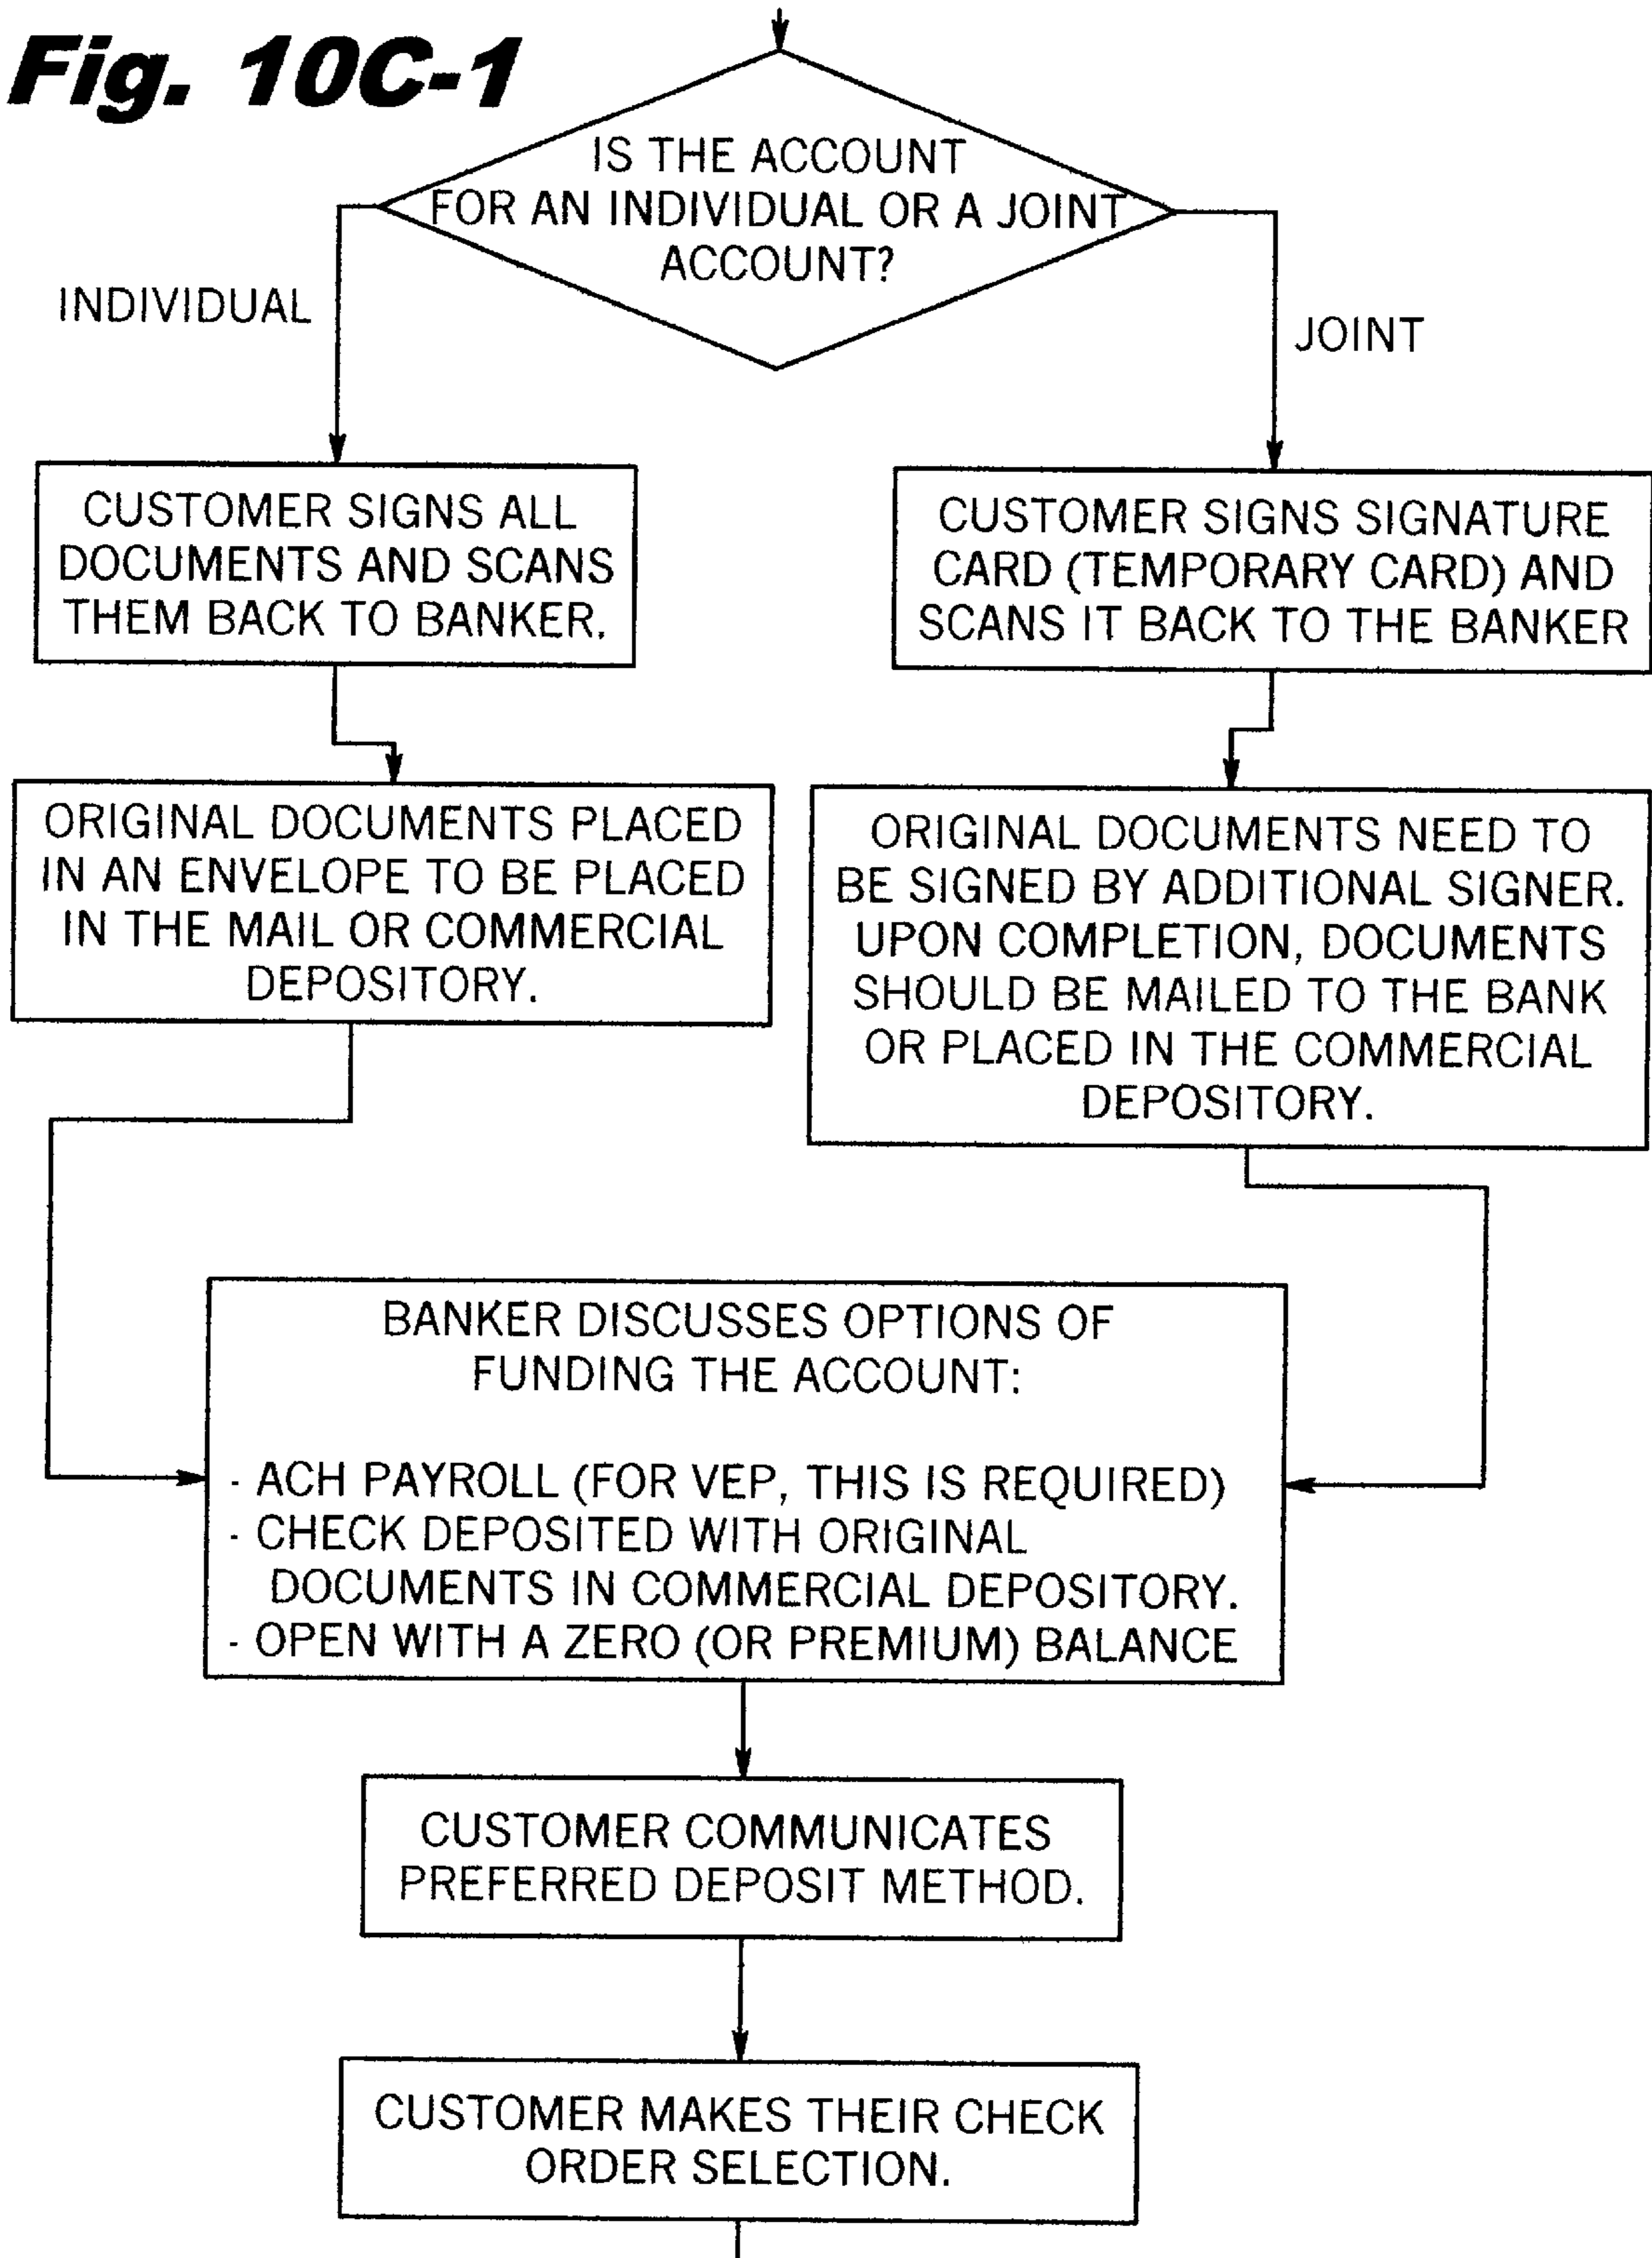 Fig. 10C-1
IS THE ACCOUNT
FOR AN INDIVIDUAL OR A JOINT
ACCOUNT?
INDIVIDUAL
JOINT
CUSTOMER SIGNS ALL
DOCUMENTS AND SCANS
THEM BACK TO BANKER.
CUSTOMER SIGNS SIGNATURE
CARD (TEMPORARY CARD) AND
SCANS IT BACK TO THE BANKER
ORIGINAL DOCUMENTS PLACED
IN AN ENVELOPE TO BE PLACED
IN THE MAIL OR COMMERCIAL
DEPOSITORY.
ORIGINAL DOCUMENTS NEED TO
BE SIGNED BY ADDITIONAL SIGNER.
UPON COMPLETION, DOCUMENTS
SHOULD BE MAILED TO THE BANK
OR PLACED IN THE COMMERCIAL
DEPOSITORY.
BANKER DISCUSSES OPTIONS OF
FUNDING THE ACCOUNT:
- ACH PAYROLL (FOR VEP, THIS IS REQUIRED)
- CHECK DEPOSITED WITH ORIGINAL
DOCUMENTS IN COMMERCIAL DEPOSITORY.
- OPEN WITH A ZERO (OR PREMIUM) BALANCE
CUSTOMER COMMUNICATES
PREFERRED DEPOSIT METHOD.
CUSTOMER MAKES THEIR CHECK
ORDER SELECTION.